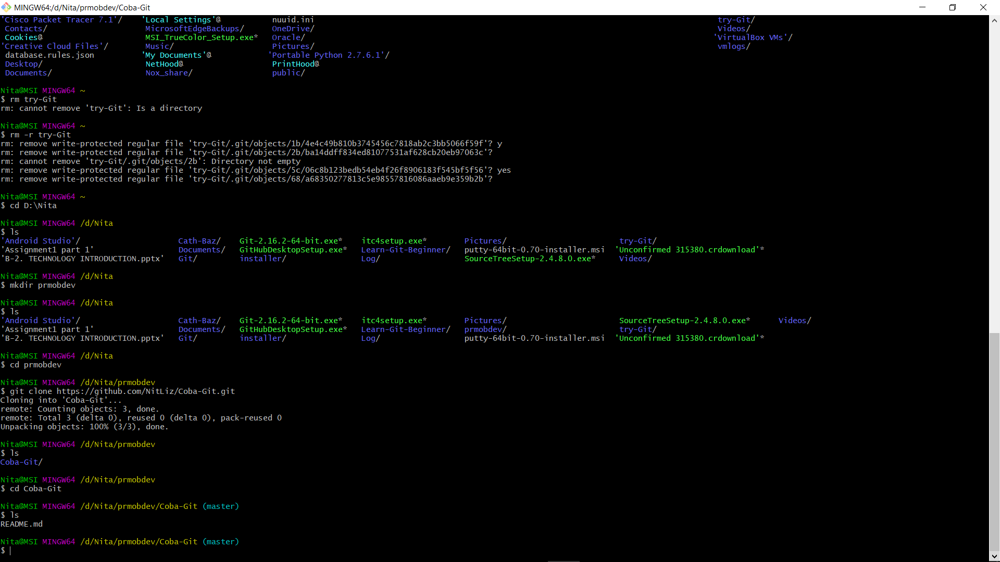 MINGW64:/d/Nita/prmobdev/Coba-Git
'Cisco Packet Tracer 7.1'/    'Local Settings'@           nuuid.ini                                                                                      try-Git/
 Contacts/                     MicrosoftEdgeBackups/      OneDrive/                                                                                      Videos/
 Cookies@                      MSI_TrueColor_Setup.exe*   Oracle/                                                                                       'VirtualBox VMs'/
'Creative Cloud Files'/        Music/                     Pictures/                                                                                      vmlogs/
 database.rules.json          'My Documents'@            'Portable Python 2.7.6.1'/
 Desktop/                      NetHood@                   PrintHood@
 Documents/                    Nox_share/                 public/
Nita@MSI MINGW64 ~
$ rm try-Git
rm: cannot remove 'try-Git': Is a directory
Nita@MSI MINGW64 ~
$ rm -r try-Git
rm: remove write-protected regular file 'try-Git/.git/objects/1b/4e4c49b810b3745456c7818ab2c3bb5066f59f'? y
rm: remove write-protected regular file 'try-Git/.git/objects/2b/ba14ddff834ed81077531af628cb20eb97063c'?
rm: cannot remove 'try-Git/.git/objects/2b': Directory not empty
rm: remove write-protected regular file 'try-Git/.git/objects/5c/06c8b123bedb54eb4f26f8906183f545bf5f56'? yes
rm: remove write-protected regular file 'try-Git/.git/objects/68/a68350277813c5e98557816086aaeb9e359b2b'?
Nita@MSI MINGW64 ~
$ cd D:\Nita
Nita@MSI MINGW64 /d/Nita
$ ls
'Android Studio'/                     Cath-Baz/    Git-2.16.2-64-bit.exe*    itc4setup.exe*        Pictures/                        try-Git/
'Assignment1 part 1'                  Documents/   GitHubDesktopSetup.exe*   Learn-Git-Beginner/   putty-64bit-0.70-installer.msi  'Unconfirmed 315380.crdownload'*
'B-2. TECHNOLOGY INTRODUCTION.pptx'   Git/         installer/                Log/                  SourceTreeSetup-2.4.8.0.exe*     Videos/
Nita@MSI MINGW64 /d/Nita
$ mkdir prmobdev
Nita@MSI MINGW64 /d/Nita
$ ls
'Android Studio'/                     Cath-Baz/    Git-2.16.2-64-bit.exe*    itc4setup.exe*        Pictures/                        SourceTreeSetup-2.4.8.0.exe*      Videos/
'Assignment1 part 1'                  Documents/   GitHubDesktopSetup.exe*   Learn-Git-Beginner/   prmobdev/                        try-Git/
'B-2. TECHNOLOGY INTRODUCTION.pptx'   Git/         installer/                Log/                  putty-64bit-0.70-installer.msi  'Unconfirmed 315380.crdownload'*
Nita@MSI MINGW64 /d/Nita
$ cd prmobdev
Nita@MSI MINGW64 /d/Nita/prmobdev
$ git clone https://github.com/NitLiz/Coba-Git.git
Cloning into 'Coba-Git'...
remote: Counting objects: 3, done.
remote: Total 3 (delta 0), reused 0 (delta 0), pack-reused 0
Unpacking objects: 100% (3/3), done.
Nita@MSI MINGW64 /d/Nita/prmobdev
$ ls
Coba-Git/
Nita@MSI MINGW64 /d/Nita/prmobdev
$ cd Coba-Git
Nita@MSI MINGW64 /d/Nita/prmobdev/Coba-Git (master)
$ ls
README.md
Nita@MSI MINGW64 /d/Nita/prmobdev/Coba-Git (master)
$